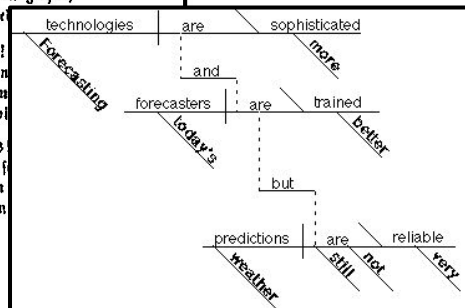 technologies are sophisticated
Forecasting more
and
forecasters are trained
today's better
but
predictions are reliable
weather still not very